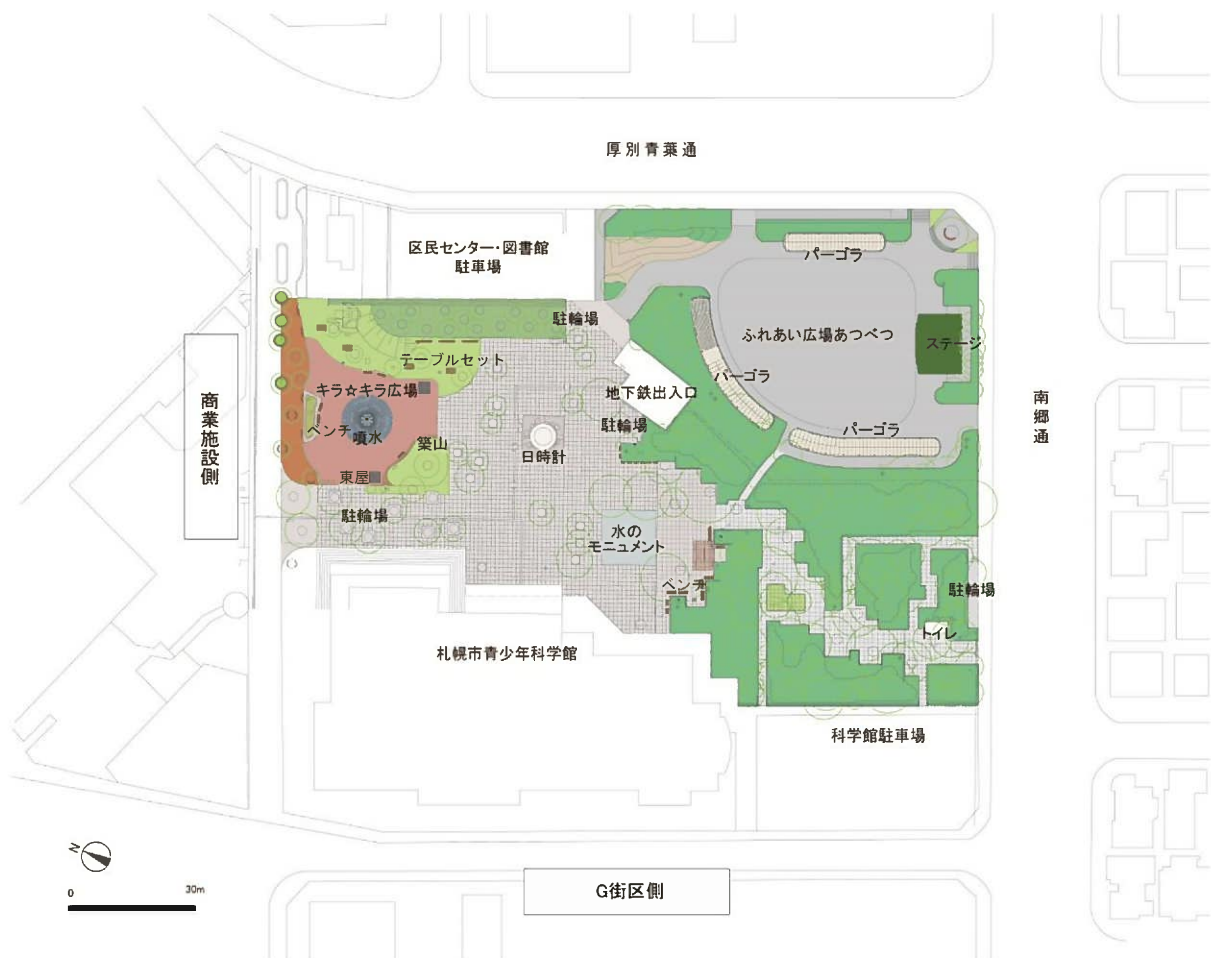 厚別青葉通
区民センター・図書館
駐車場
パーゴラ
駐輪場
ふれあい広場あつべつ
ステージ
テーブルセット
パーゴラ
キラ☆キラ広場
地下鉄出入口
南郷通
商業施設側
ベンチ
噴水
築山
駐輪場
パーゴラ
日時計
東屋
駐輪場
水の
モニュメント
ベンチ
駐輪場
トイレ
札幌市青少年科学館
科学館駐車場
N
0
30m
G街区側